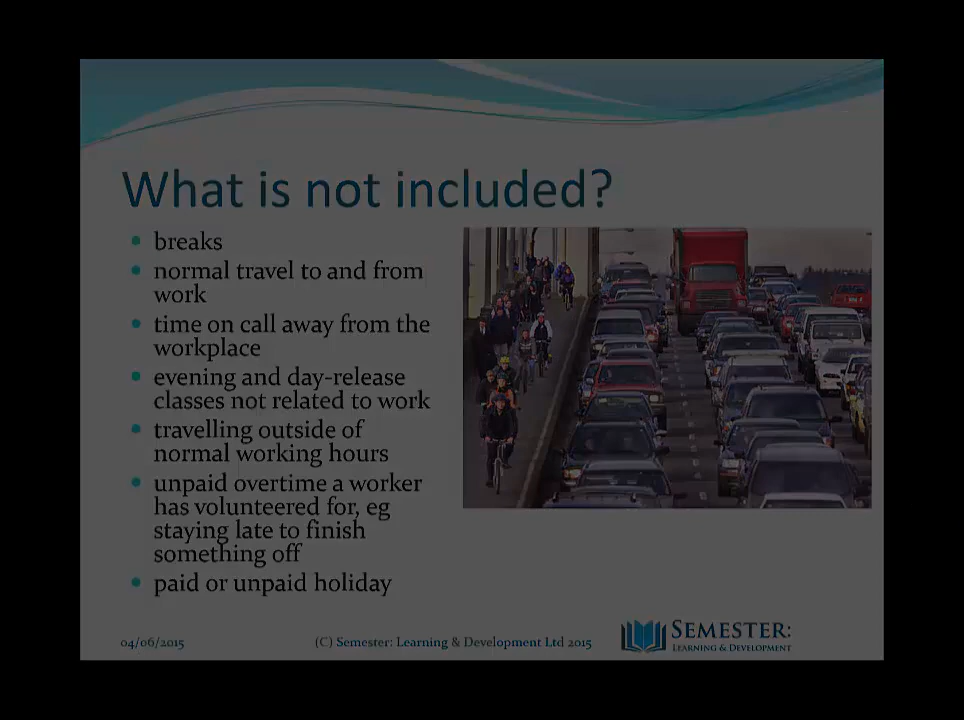 What is not included?
• breaks
• normal travel to and from
work
• time on call away from the
workplace
• evening and day-release
classes not related to work
• travelling outside of
normal working hours
• unpaid overtime a worker
has volunteered for, eg
staying late to finish
something off
• paid or unpaid holiday
04/06/2015
(C) Semester: Learning & Development Ltd 2015
SEMESTER:
LEARNING & DEVELOPMENT